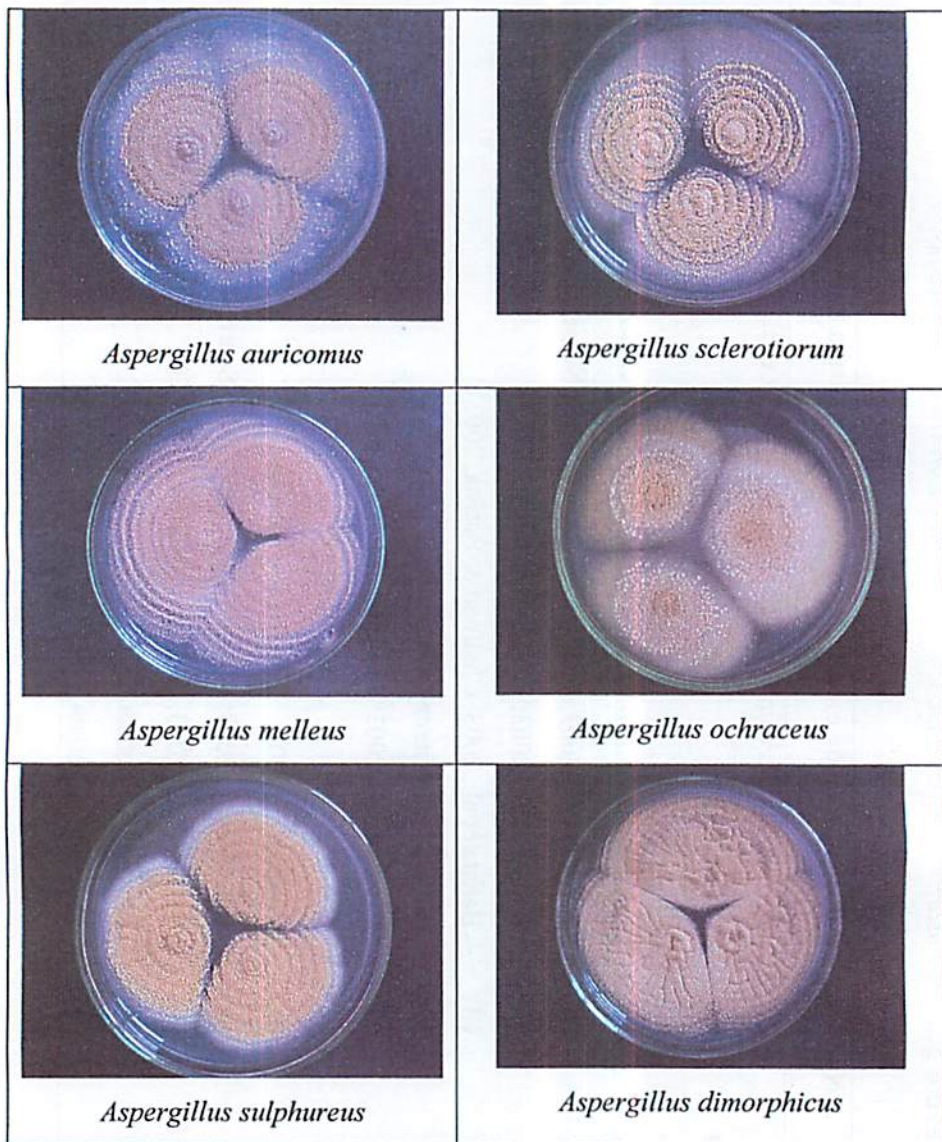 Aspergillus auricomus
Aspergillus sclerotiorum
Aspergillus melleus
Aspergillus ochraceus
Aspergillus sulphureus
Aspergillus dimorphicus